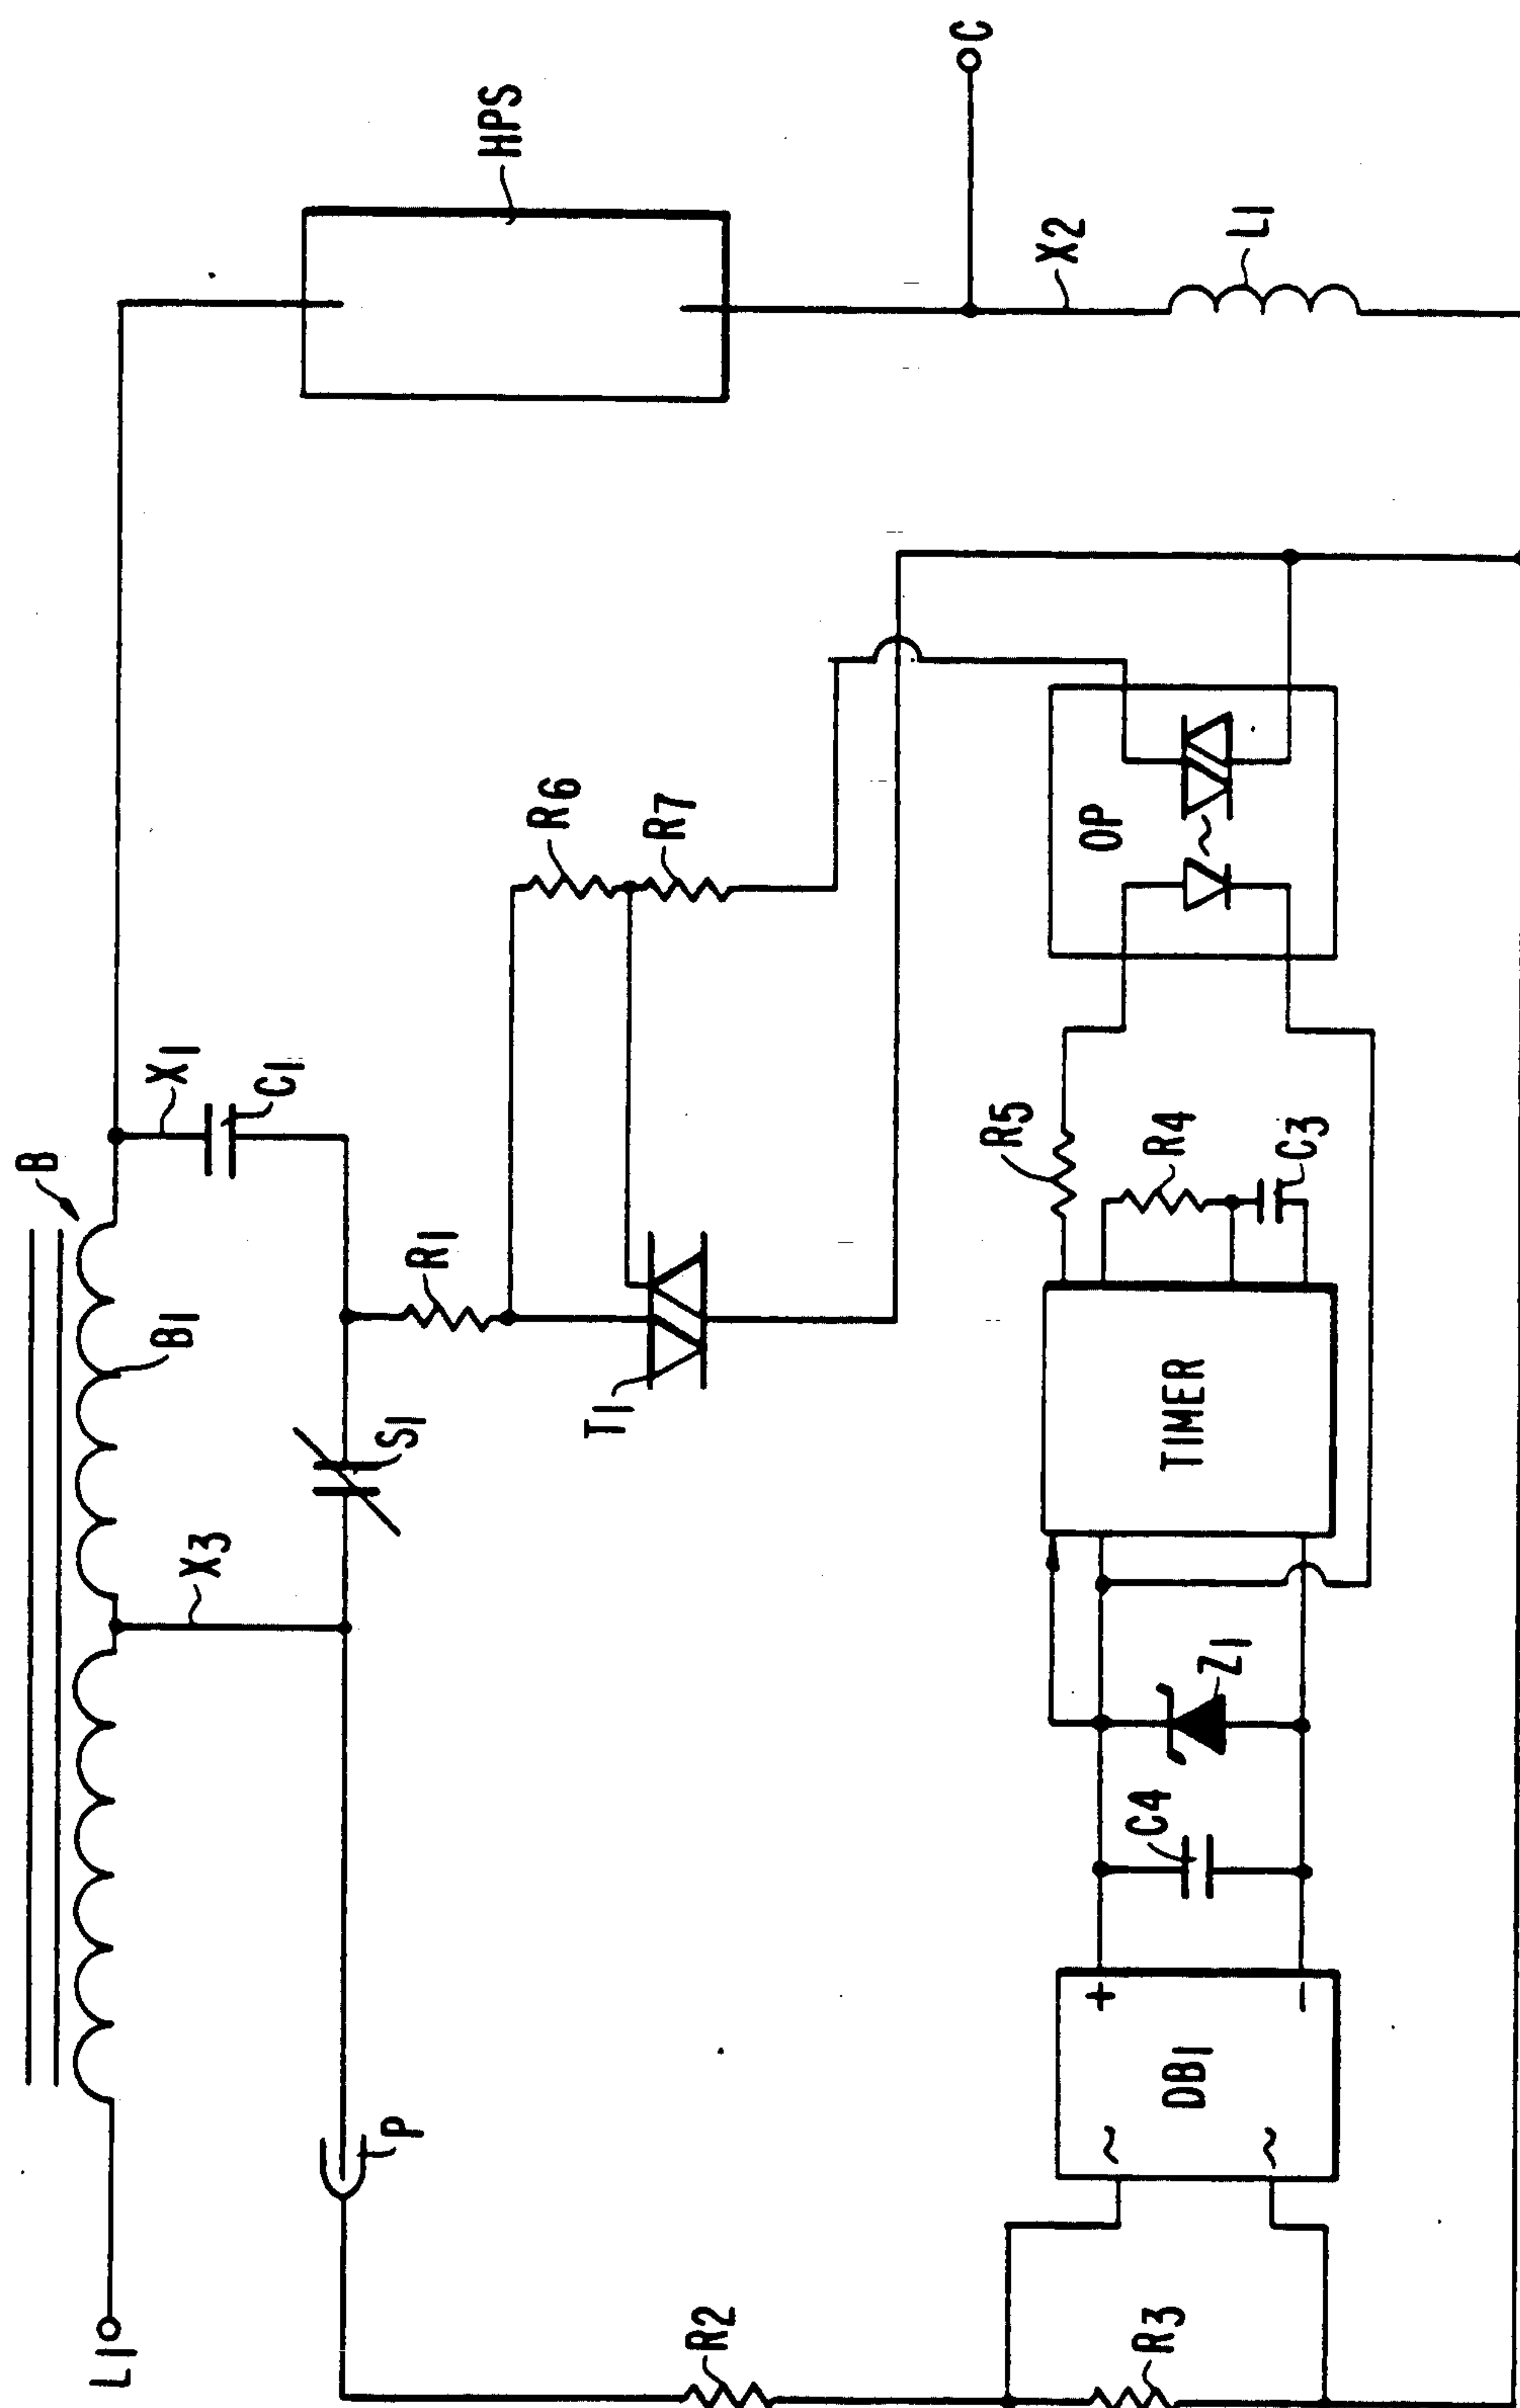 L1
B
B1
X1
C1
X3
S1
P
R1
HPS
T1
R6
R7
C
X2
L1
R2
R3
DB1
~
~
+
−
C4
Z1
TIMER
R5
R4
C3
OP
~